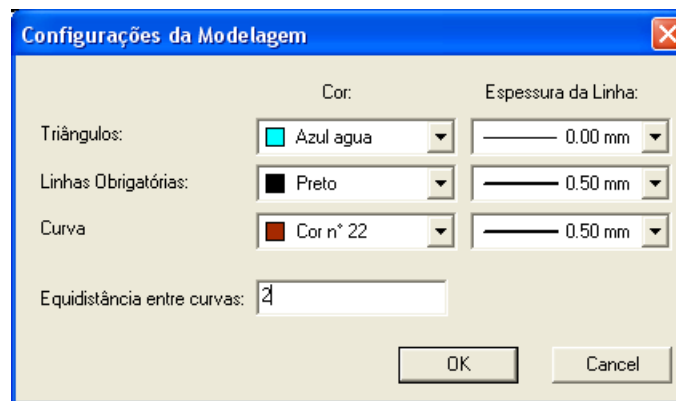 Configurações da Modelagem
Cor: Espessura da Linha:
Triângulos: Azul agua 0.00 mm
Linhas Obrigatórias: Preto 0.50 mm
Curva Cor n° 22 0.50 mm
Equidistância entre curvas: 2
OK Cancel